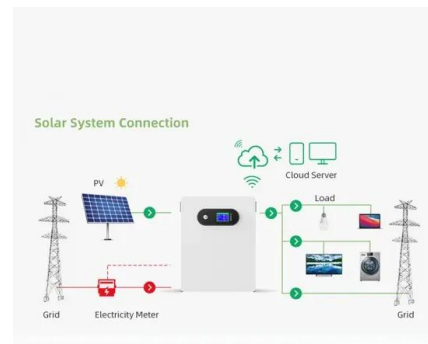 Solar System Connection
Cloud Server
PV
Load
Grid
Electricity Meter
Grid